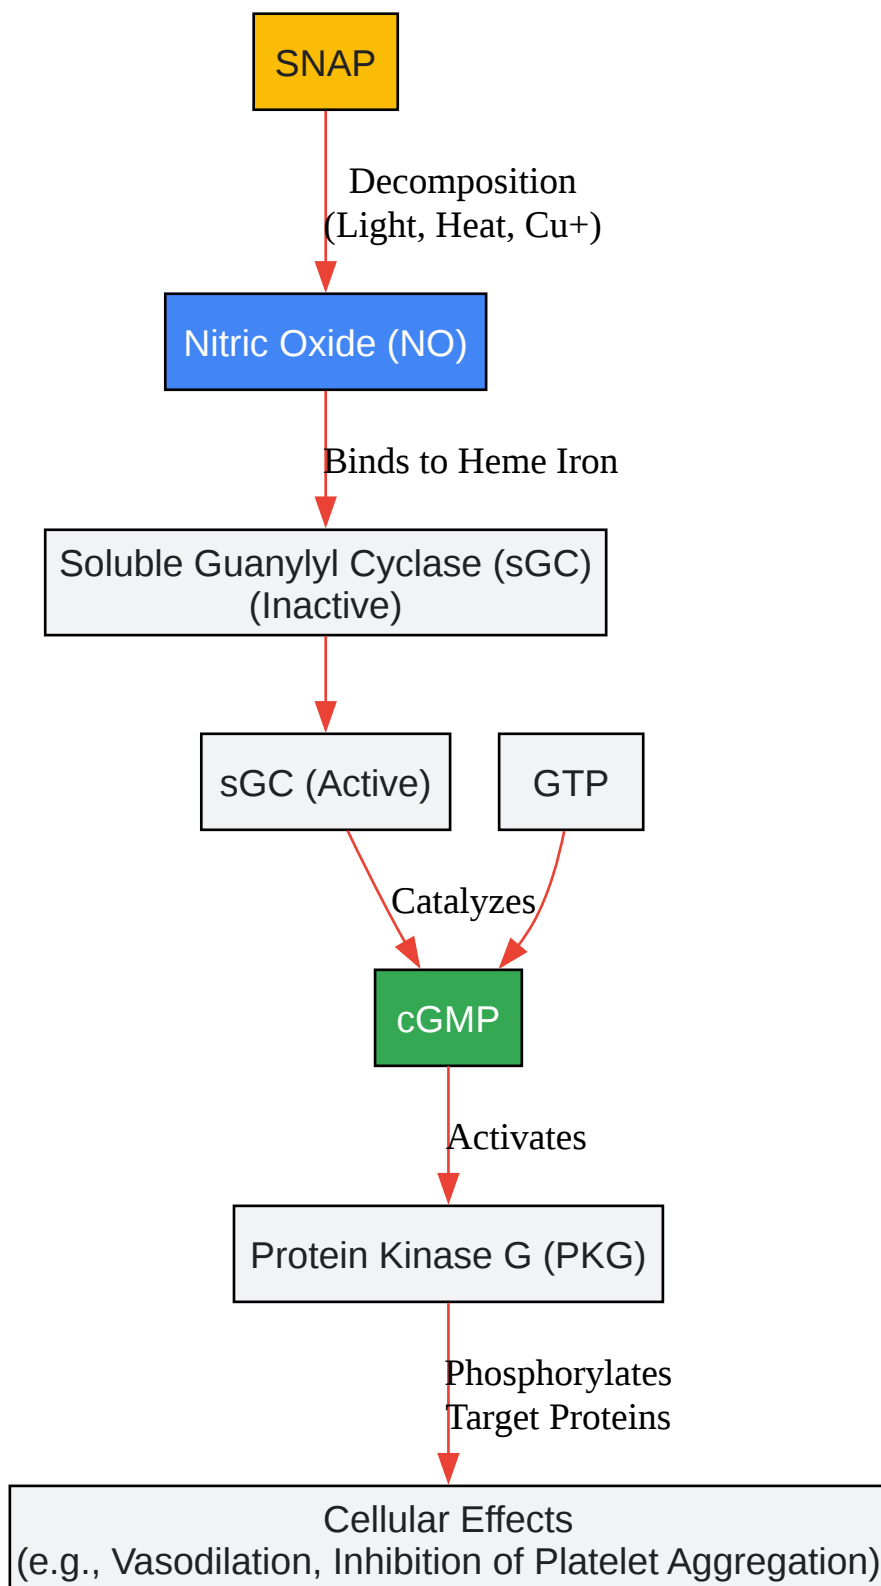 SNAP
Decomposition
(Light, Heat, Cu+)
Nitric Oxide (NO)
Binds to Heme Iron
Soluble Guanylyl Cyclase (sGC)
(Inactive)
sGC (Active)
GTP
Catalyzes
cGMP
Activates
Protein Kinase G (PKG)
Phosphorylates
Target Proteins
Cellular Effects
(e.g., Vasodilation, Inhibition of Platelet Aggregation)